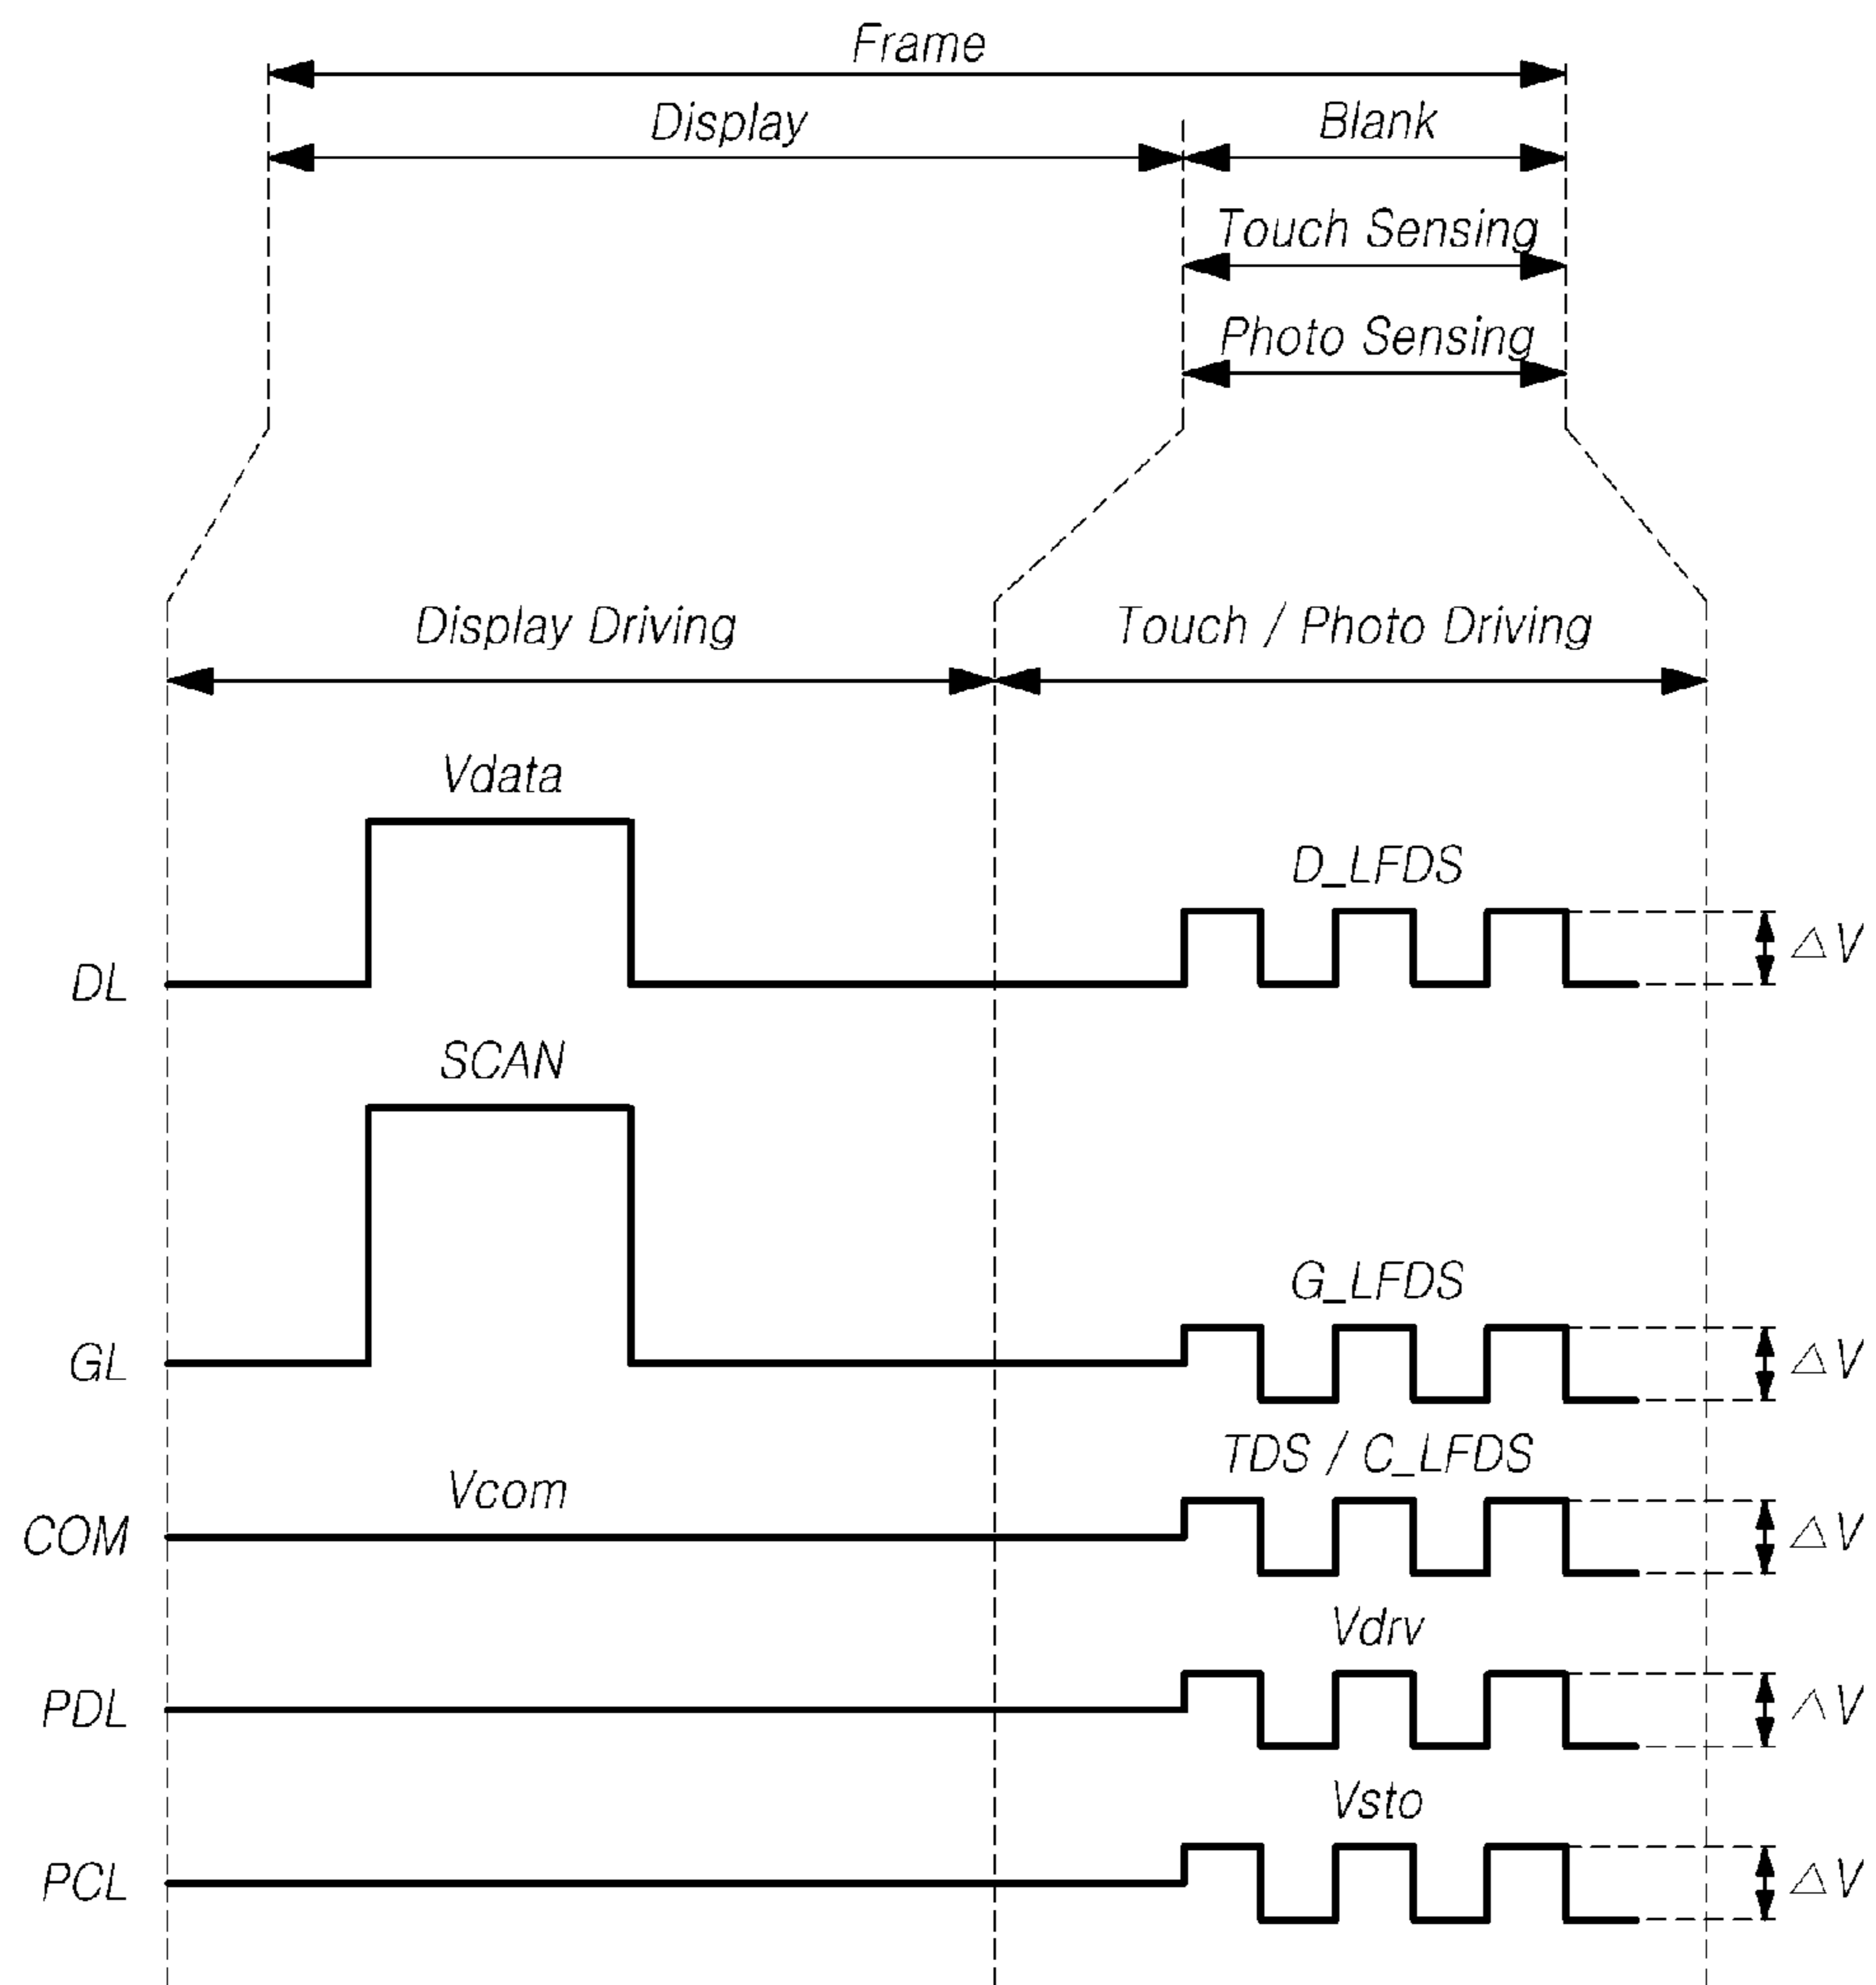 Frame
Display Blank
Touch Sensing
Photo Sensing
Display Driving Touch / Photo Driving
Vdata
D_LFDS
DL △V
SCAN
G_LFDS
GL △V
TDS / C_LFDS
Vcom
COM △V
Vdrv
PDL △V
Vsto
PCL △V